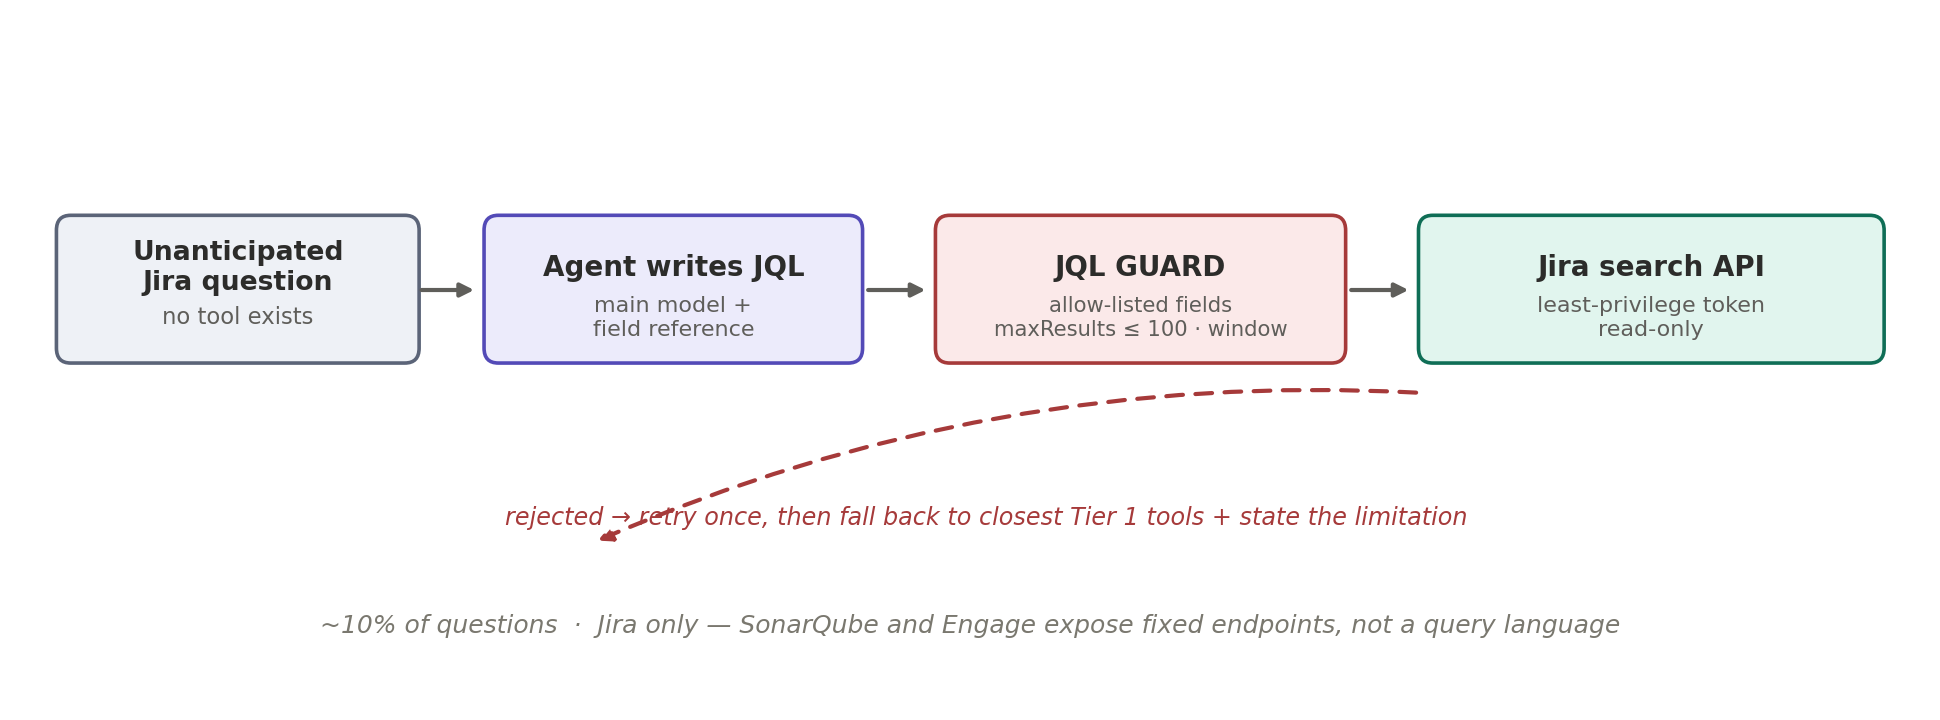 Unanticipated
Jira question
no tool exists
Agent writes JQL
main model +
field reference
JQL GUARD
allow-listed fields
maxResults ≤ 100 · window
Jira search API
least-privilege token
read-only
rejected → retry once, then fall back to closest Tier 1 tools + state the limitation
~10% of questions · Jira only — SonarQube and Engage expose fixed endpoints, not a query language